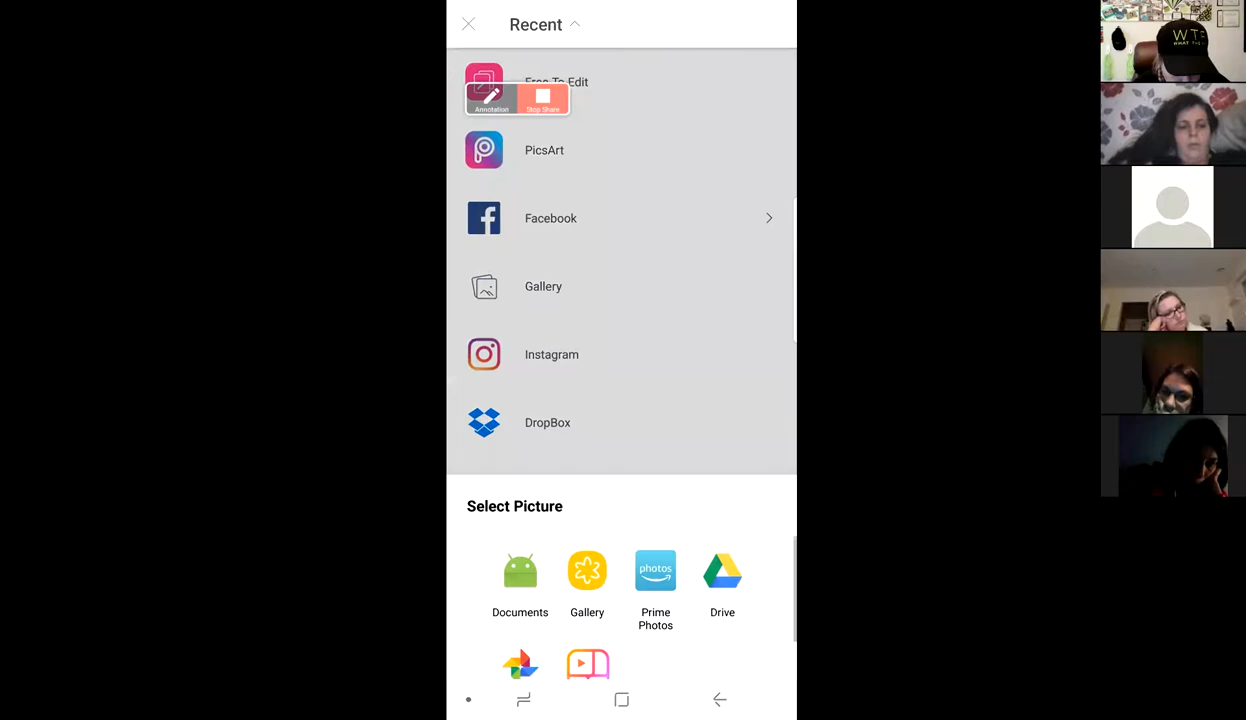 Recent
Free To Edit
Annotation
Stop Share
PicsArt
Facebook
Gallery
Instagram
DropBox
Select Picture
photos
Documents
Gallery
Prime
Photos
Drive
WTF